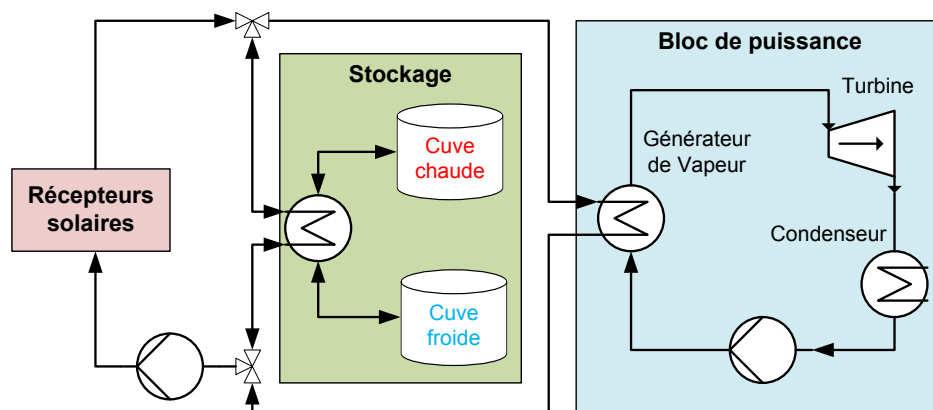 Bloc de puissance
Stockage
Turbine
Cuve
chaude
Générateur
de Vapeur
Récepteurs
solaires
Condenseur
Cuve
froide